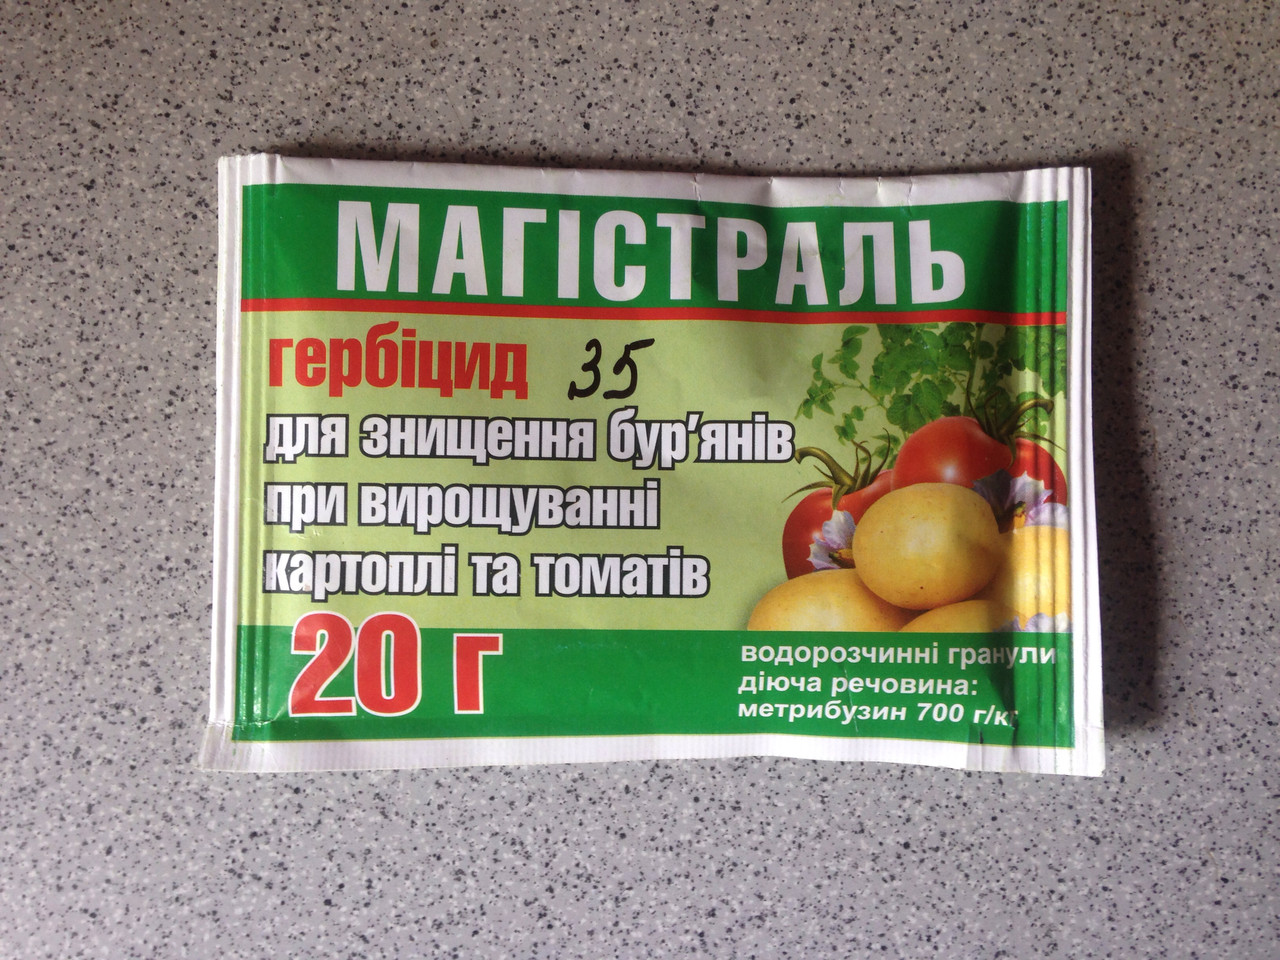 МАГІСТРАЛЬ
гербіцид 35
для знищення бур'янів
при вирощуванні
картоплі та томатів
20 г
водорозчинні гранули
діюча речовина:
метрибузин 700 г/кг